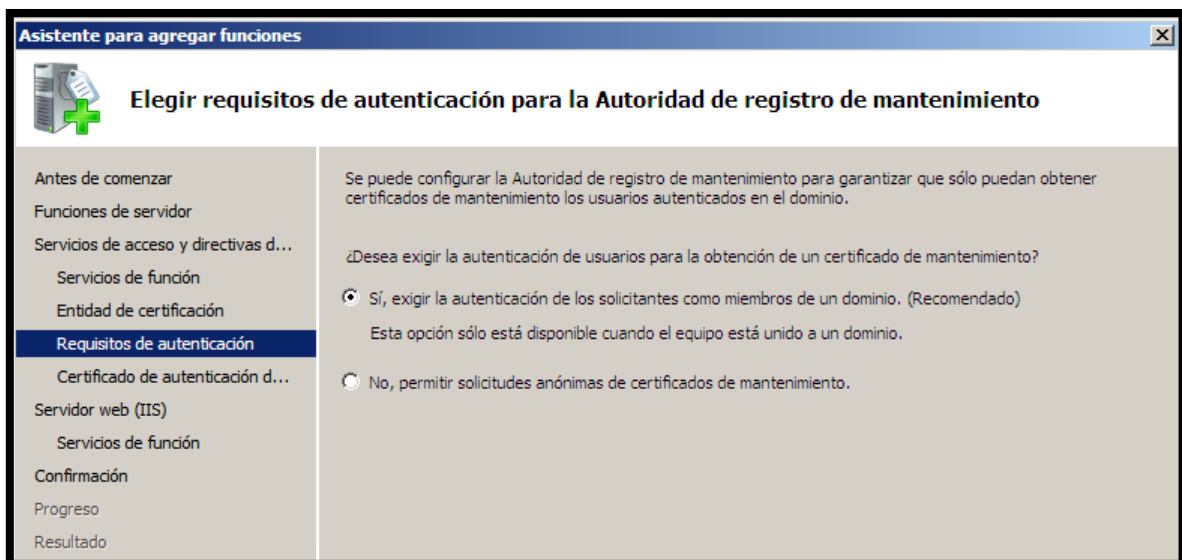 Asistente para agregar funciones
Elegir requisitos de autenticación para la Autoridad de registro de mantenimiento
Antes de comenzar
Funciones de servidor
Servicios de acceso y directivas d...
Servicios de función
Entidad de certificación
Requisitos de autenticación
Certificado de autenticación d...
Servidor web (IIS)
Servicios de función
Confirmación
Progreso
Resultado
Se puede configurar la Autoridad de registro de mantenimiento para garantizar que sólo puedan obtener
certificados de mantenimiento los usuarios autenticados en el dominio.
¿Desea exigir la autenticación de usuarios para la obtención de un certificado de mantenimiento?
Sí, exigir la autenticación de los solicitantes como miembros de un dominio. (Recomendado)
Esta opción sólo está disponible cuando el equipo está unido a un dominio.
No, permitir solicitudes anónimas de certificados de mantenimiento.